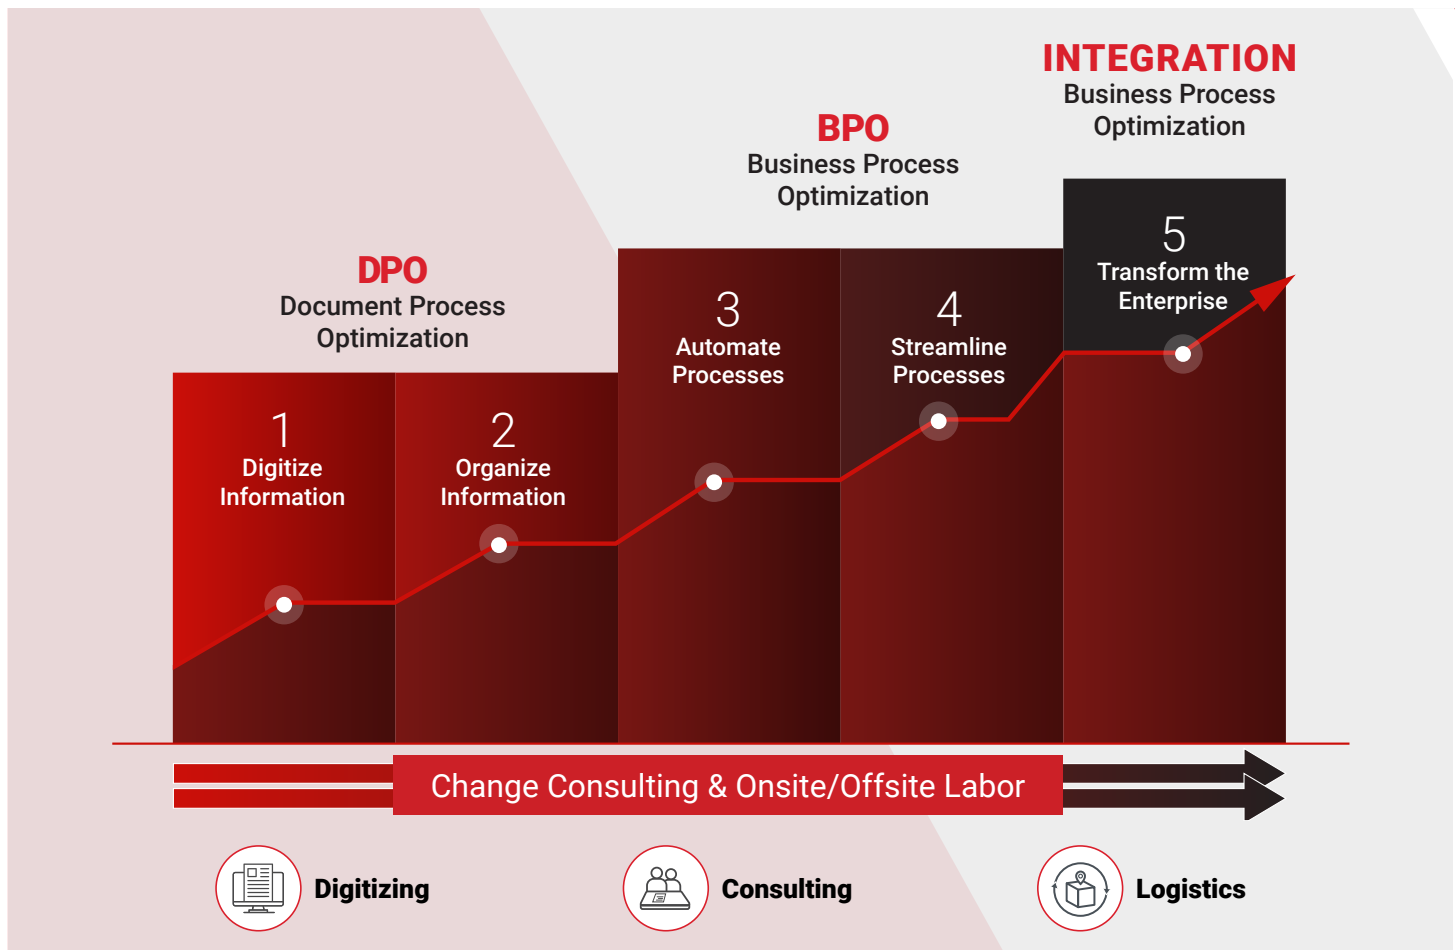 INTEGRATION
Business Process
Optimization
BPO
Business Process
Optimization
DPO
Document Process
Optimization
1
Digitize
Information
2
Organize
Information
3
Automate
Processes
4
Streamline
Processes
5
Transform the
Enterprise
Change Consulting & Onsite/Offsite Labor
Digitizing
Consulting
Logistics